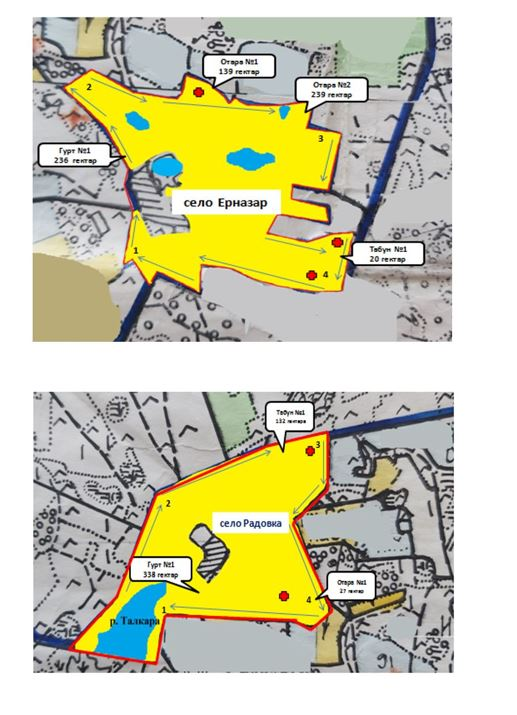 Отара №1
139 гектар
Отара №2
239 гектар
2
3
Гурт №1
236 гектар
село Ерназар
1
Табун №1
20 гектар
4
Табун №1
132 гектара
3
2
село Радовка
Гурт №1
338 гектар
Отара №1
27 гектар
4
1
р. Талкара